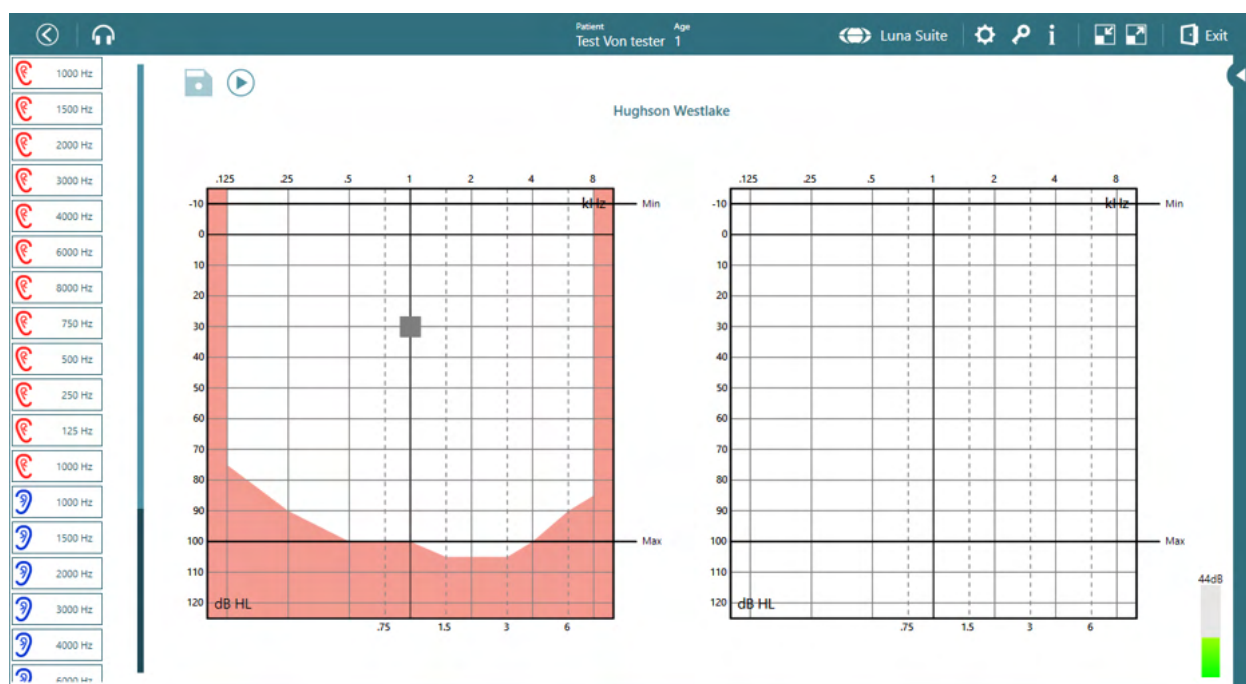 Patient Age
Test Von tester 1
Luna Suite
Exit
1000 Hz
1500 Hz
2000 Hz
3000 Hz
4000 Hz
6000 Hz
8000 Hz
750 Hz
500 Hz
250 Hz
125 Hz
1000 Hz
1000 Hz
1500 Hz
2000 Hz
3000 Hz
4000 Hz
6000 Hz
Hughson Westlake
.125 .25 .5 1 2 4 8
kHz
-10 Min
0
10
20
30
40
50
60
70
80
90
100 Max
110
120 dB HL
.75 1.5 3 6
.125 .25 .5 1 2 4 8
kHz
-10 Min
0
10
20
30
40
50
60
70
80
90
100 Max
110
120 dB HL
.75 1.5 3 6
44dB